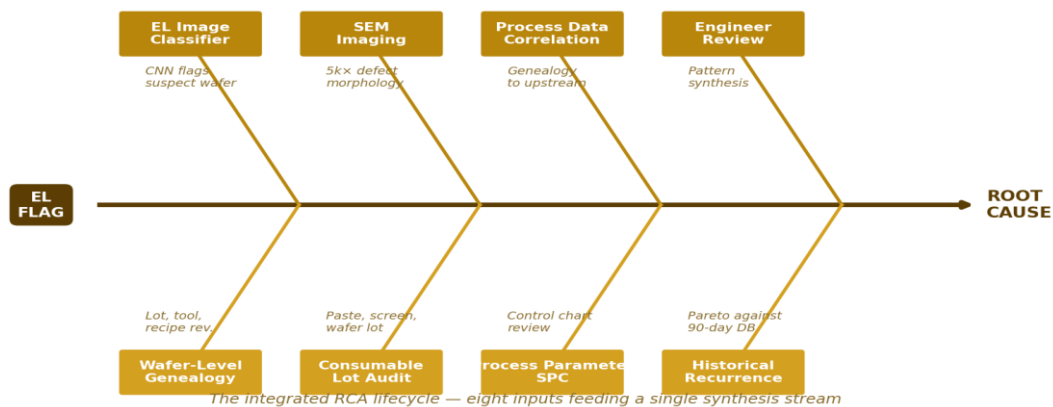 EL Image
Classifier
SEM
Imaging
Process Data
Correlation
Engineer
Review
CNN flags
suspect wafer
5k× defect
morphology
Genealogy
to upstream
Pattern
synthesis
EL
FLAG
ROOT
CAUSE
Lot, tool,
recipe rev.
Paste, screen,
wafer lot
Control chart
review
Pareto against
90-day DB
Wafer-Level
Genealogy
Consumable
Lot Audit
rocess Paramete
SPC
Historical
Recurrence
The integrated RCA lifecycle — eight inputs feeding a single synthesis stream